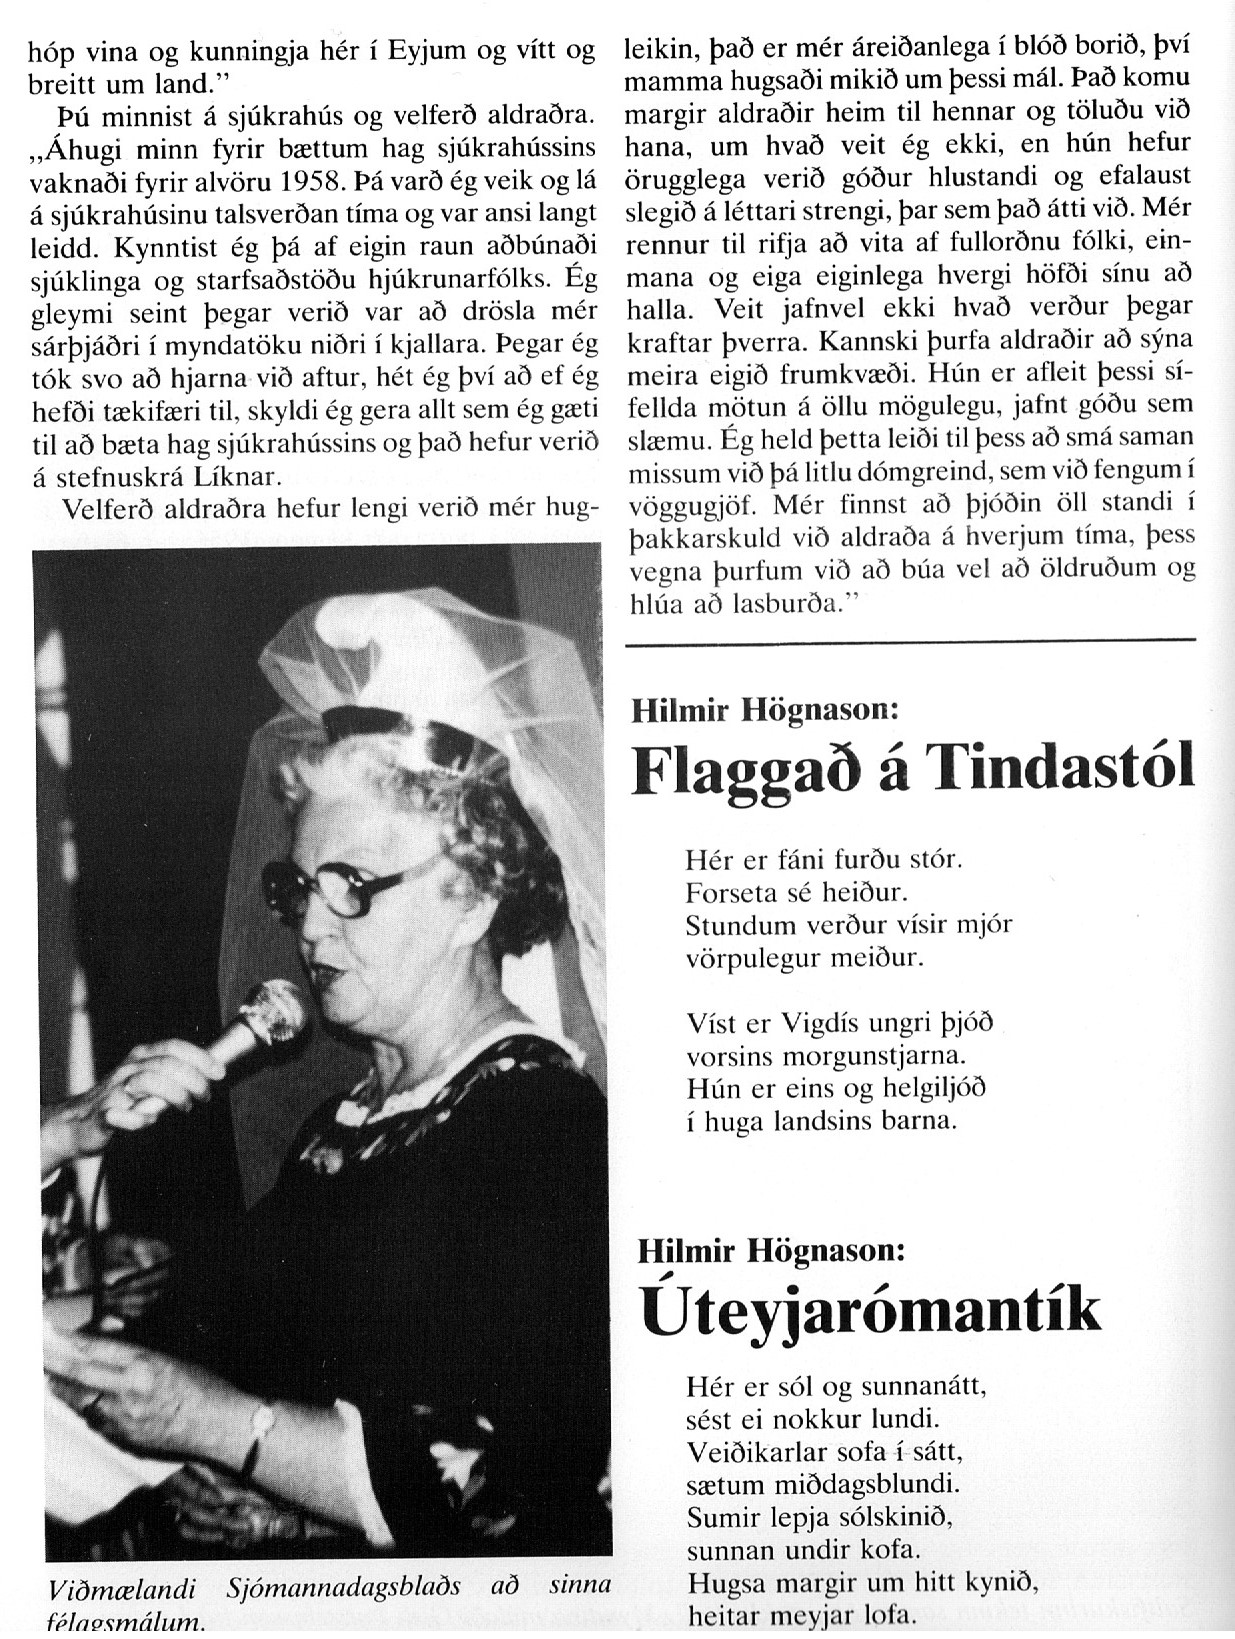 hóp vina og kunningja hér í Eyjum og vítt og
breitt um land.”
Þú minnist á sjúkrahús og velferð aldraðra.
,,Áhugi minn fyrir bættum hag sjúkrahússins
vaknaði fyrir alvöru 1958. Þá varð ég veik og lá
á sjúkrahúsinu talsverðan tíma og var ansi langt
leidd. Kynntist ég þá af eigin raun aðbúnaði
sjúklinga og starfsaðstöðu hjúkrunarfólks. Ég
gleymi seint þegar verið var að drösla mér
sárþjáðri í myndatöku niðri í kjallara. Þegar ég
tók svo að hjarna við aftur, hét ég því að ef ég
hefði tækifæri til, skyldi ég gera allt sem ég gæti
til að bæta hag sjúkrahússins og það hefur verið
á stefnuskrá Líknar.
Velferð aldraðra hefur lengi verið mér hug-
Viðmælandi Sjómannadagsblaðs að sinna
félagsmálum.
leikin, það er mér áreiðanlega í blóð borið, því
mamma hugsaði mikið um þessi mál. Það komu
margir aldraðir heim til hennar og töluðu við
hana, um hvað veit ég ekki, en hún hefur
örugglega verið góður hlustandi og efalaust
slegið á léttari strengi, þar sem það átti við. Mér
rennur til rifja að vita af fullorðnu fólki, ein-
mana og eiga eiginlega hvergi höfði sínu að
halla. Veit jafnvel ekki hvað verður þegar
kraftar þverra. Kannski þurfa aldraðir að sýna
meira eigið frumkvæði. Hún er afleit þessi sí-
fellda mötun á öllu mögulegu, jafnt góðu sem
slæmu. Ég held þetta leiði til þess að smá saman
missum við þá litlu dómgreind, sem við fengum í
vöggugjöf. Mér finnst að þjóðin öll standi í
þakkarskuld við aldraða á hverjum tíma, þess
vegna þurfum við að búa vel að öldruðum og
hlúa að lasburða.”
Hilmir Högnason:
Flaggað á Tindastól
Hér er fáni furðu stór.
Forseta sé heiður.
Stundum verður vísir mjór
vörpulegur meiður.
Víst er Vigdís ungri þjóð
vorsins morgunstjarna.
Hún er eins og helgiljóð
í huga landsins barna.
Hilmir Högnason:
Úteyjarómantík
Hér er sól og sunnanátt,
sést ei nokkur lundi.
Veiðikarlar sofa í sátt,
sætum miðdagsblundi.
Sumir lepja sólskinið,
sunnan undir kofa.
Hugsa margir um hitt kynið,
heitar meyjar lofa.